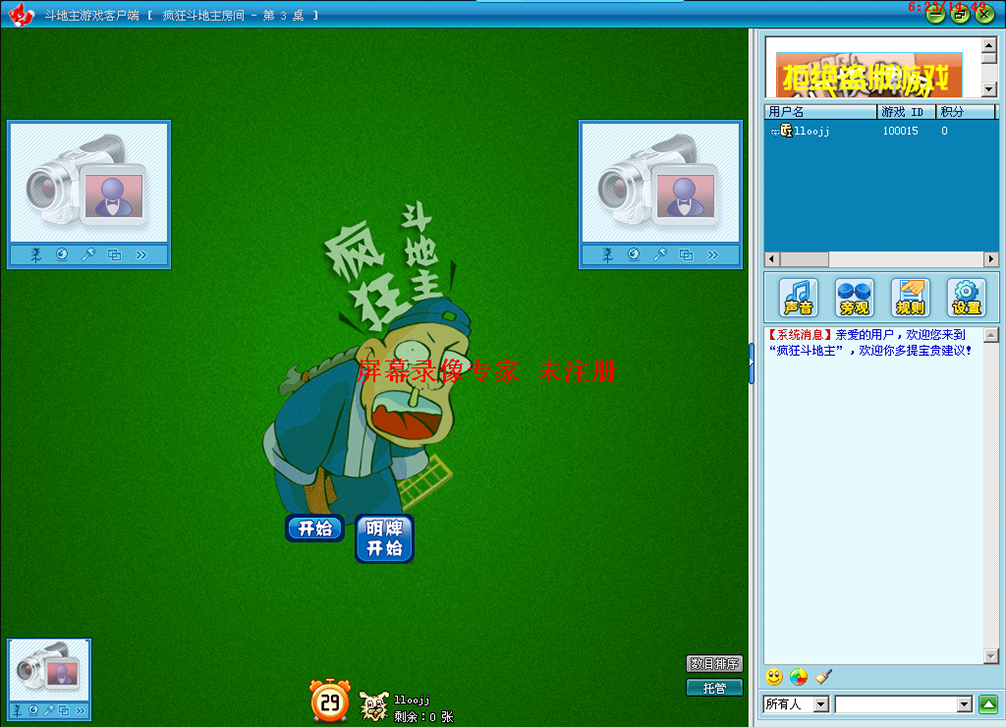 斗地主游戏客户端 [ 疯狂斗地主房间 - 第 3 桌 ]
6:23/14:49
拒绝盗版游戏
用户名 游戏 ID 积分
lloojj 100015 0
疯狂
斗地主
声音 旁观 规则 设置
【系统消息】亲爱的用户，欢迎您来到
“疯狂斗地主”，欢迎你多提宝贵建议！
屏幕录像专家 未注册
开始
明牌
开始
数目排序
托管
29
lloojj
剩余：0 张
所有人